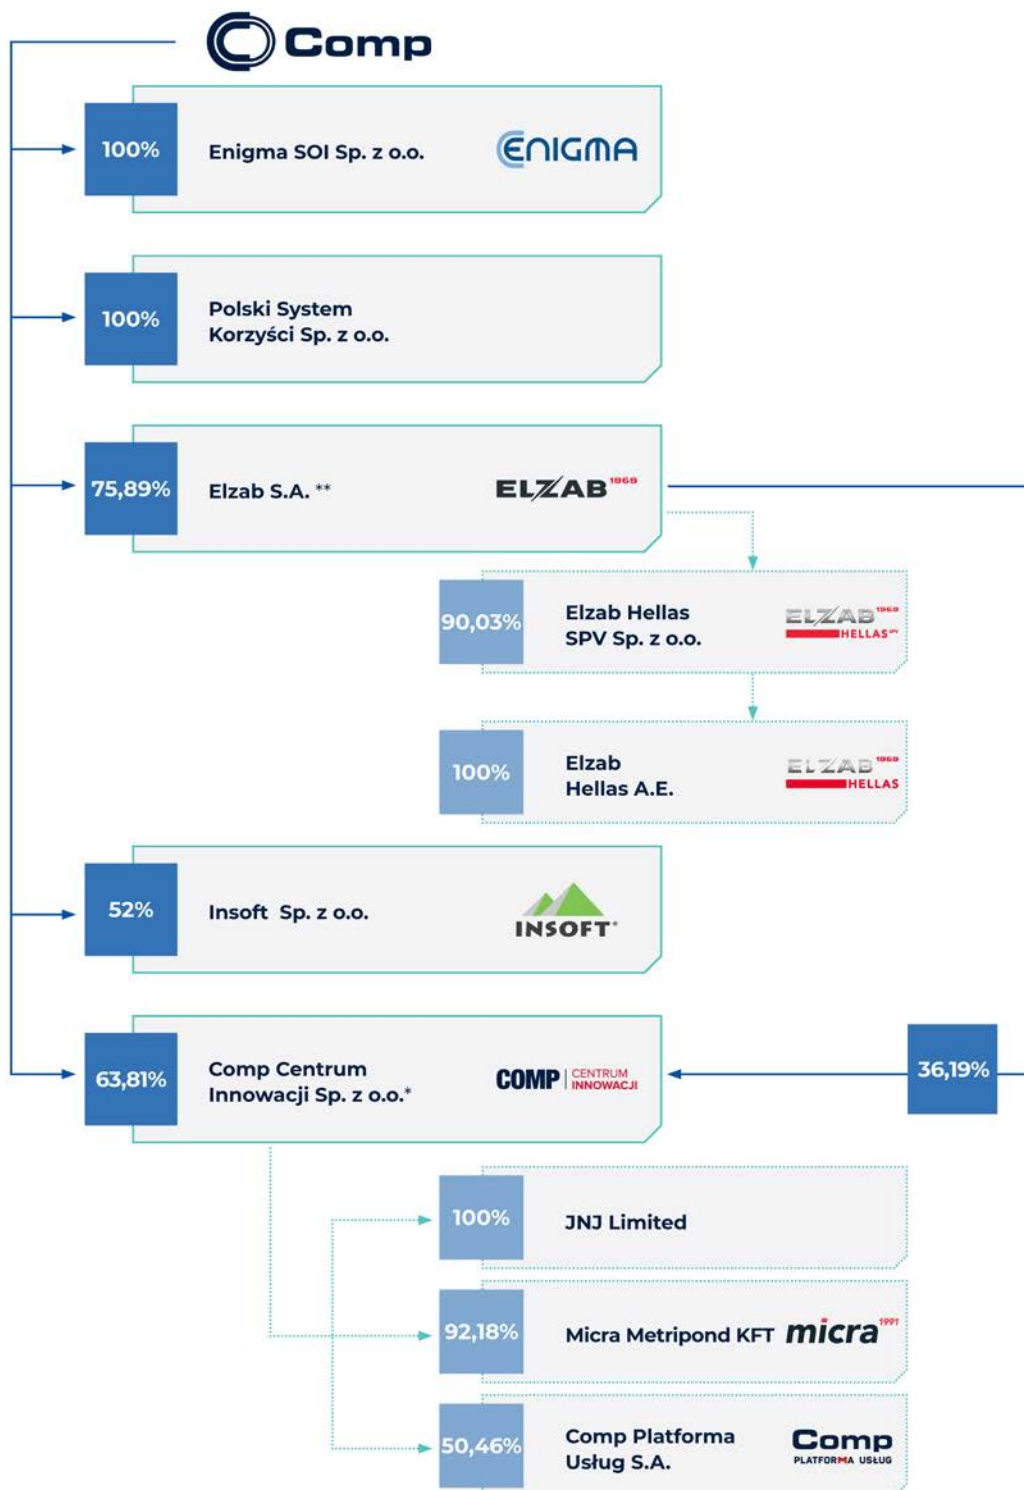 Comp
100%
Enigma SOI Sp. z o.o.
ENIGMA
100%
Polski System
Korzyści Sp. z o.o.
75,89%
Elzab S.A. **
ELZAB 1969
90,03%
Elzab Hellas
SPV Sp. z o.o.
ELZAB 1969
HELLAS SPV
100%
Elzab
Hellas A.E.
ELZAB 1969
HELLAS
52%
Insoft Sp. z o.o.
INSOFT®
63,81%
Comp Centrum
Innowacji Sp. z o.o.*
COMP CENTRUM
INNOWACJI
36,19%
100%
JNJ Limited
92,18%
Micra Metripond KFT
micra 1991
50,46%
Comp Platforma
Usług S.A.
Comp
PLATFORMA USŁUG